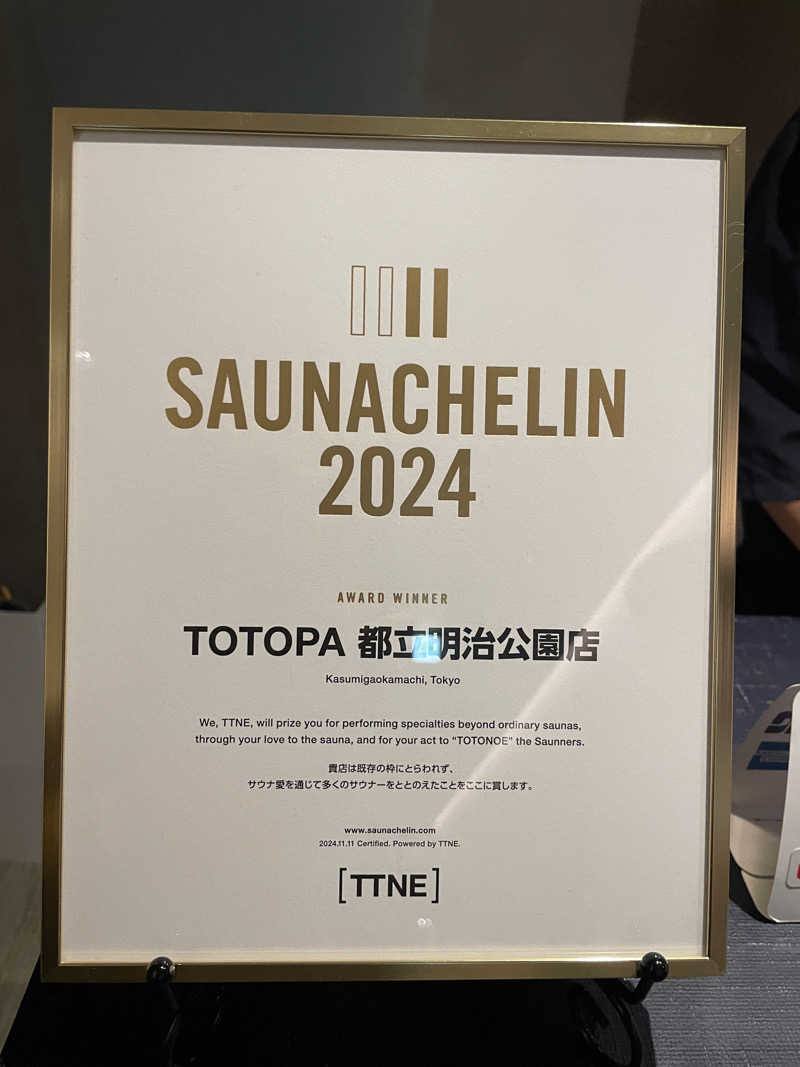 SAUNACHELIN
2024
AWARD WINNER
TOTOPA 都立明治公園店
Kasumigaokamachi, Tokyo
We, TTNE, will prize you for performing specialties beyond ordinary saunas,
through your love to the sauna, and for your act to “TOTONOE” the Saunners.
貴店は既存の枠にとらわれず、
サウナ愛を通じて多くのサウナーをととのえたことをここに賞します。
www.saunachelin.com
2024.11.11 Certified. Powered by TTNE.
[TTNE]